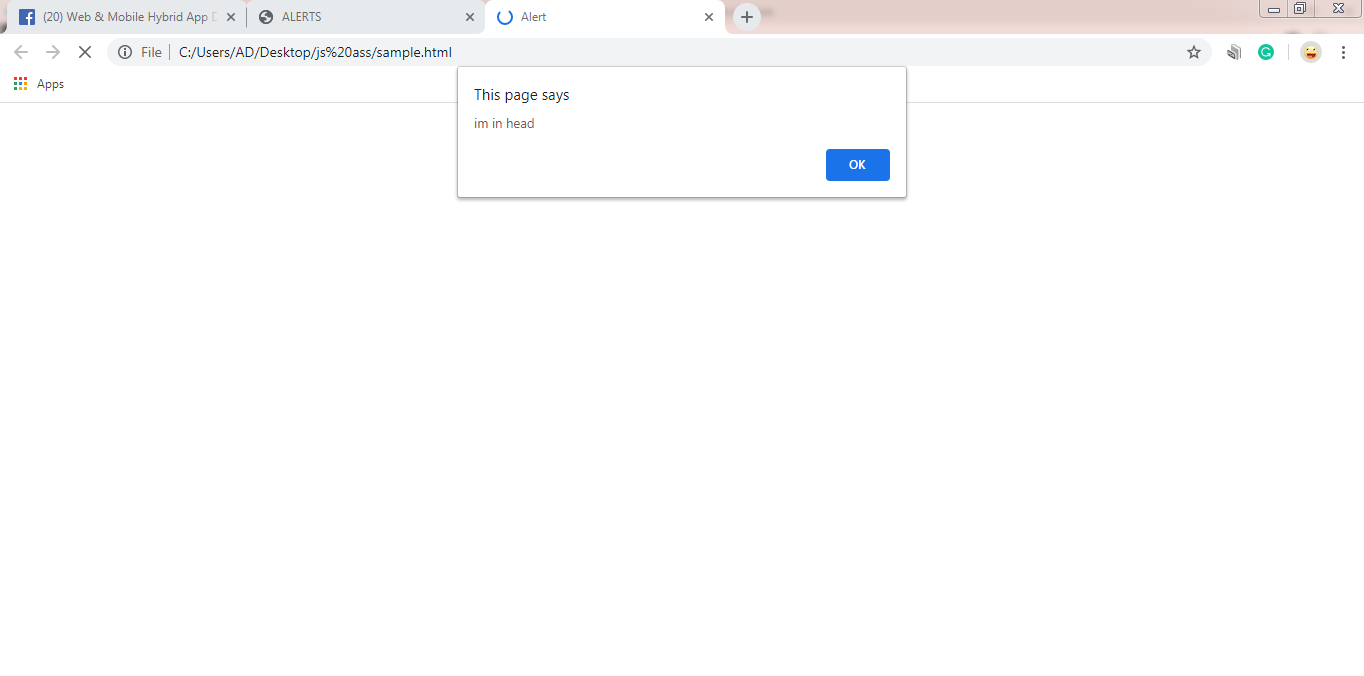 (20) Web & Mobile Hybrid App D
ALERTS
Alert
File
C:/Users/AD/Desktop/js%20ass/sample.html
Apps
This page says
im in head
OK